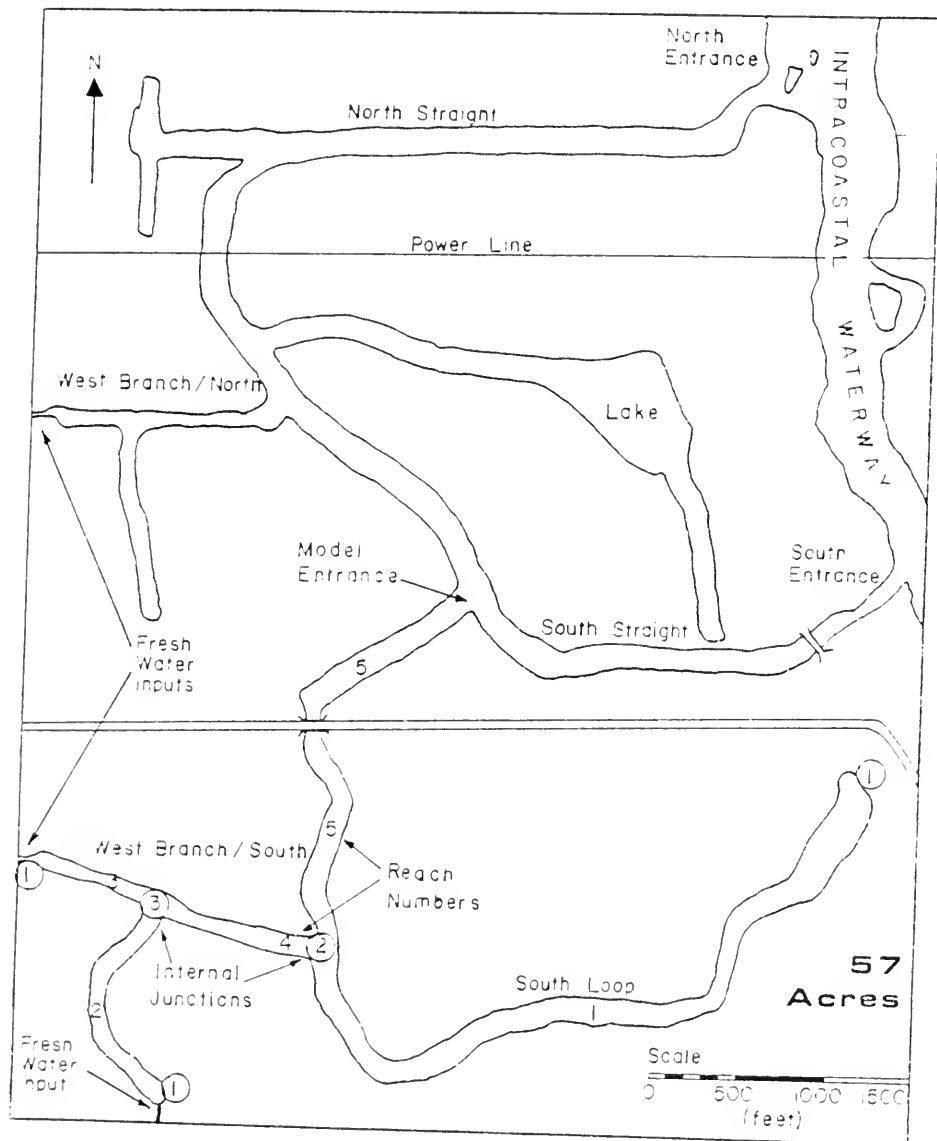 North
Entrance
N
North Straight
INTRACOASTAL
WATERWAY
Power Line
West Branch/North
Lake
Model
Entrance
South
Entrance
South Straight
Fresh
Water
Inputs
5
1
5
West Branch/South
Reach
Numbers
1
3
3
4
2
Internal
Junctions
South Loop
1
57
Acres
2
Fresh
Water
Input
1
Scale
0 500 1000 1500
(feet)